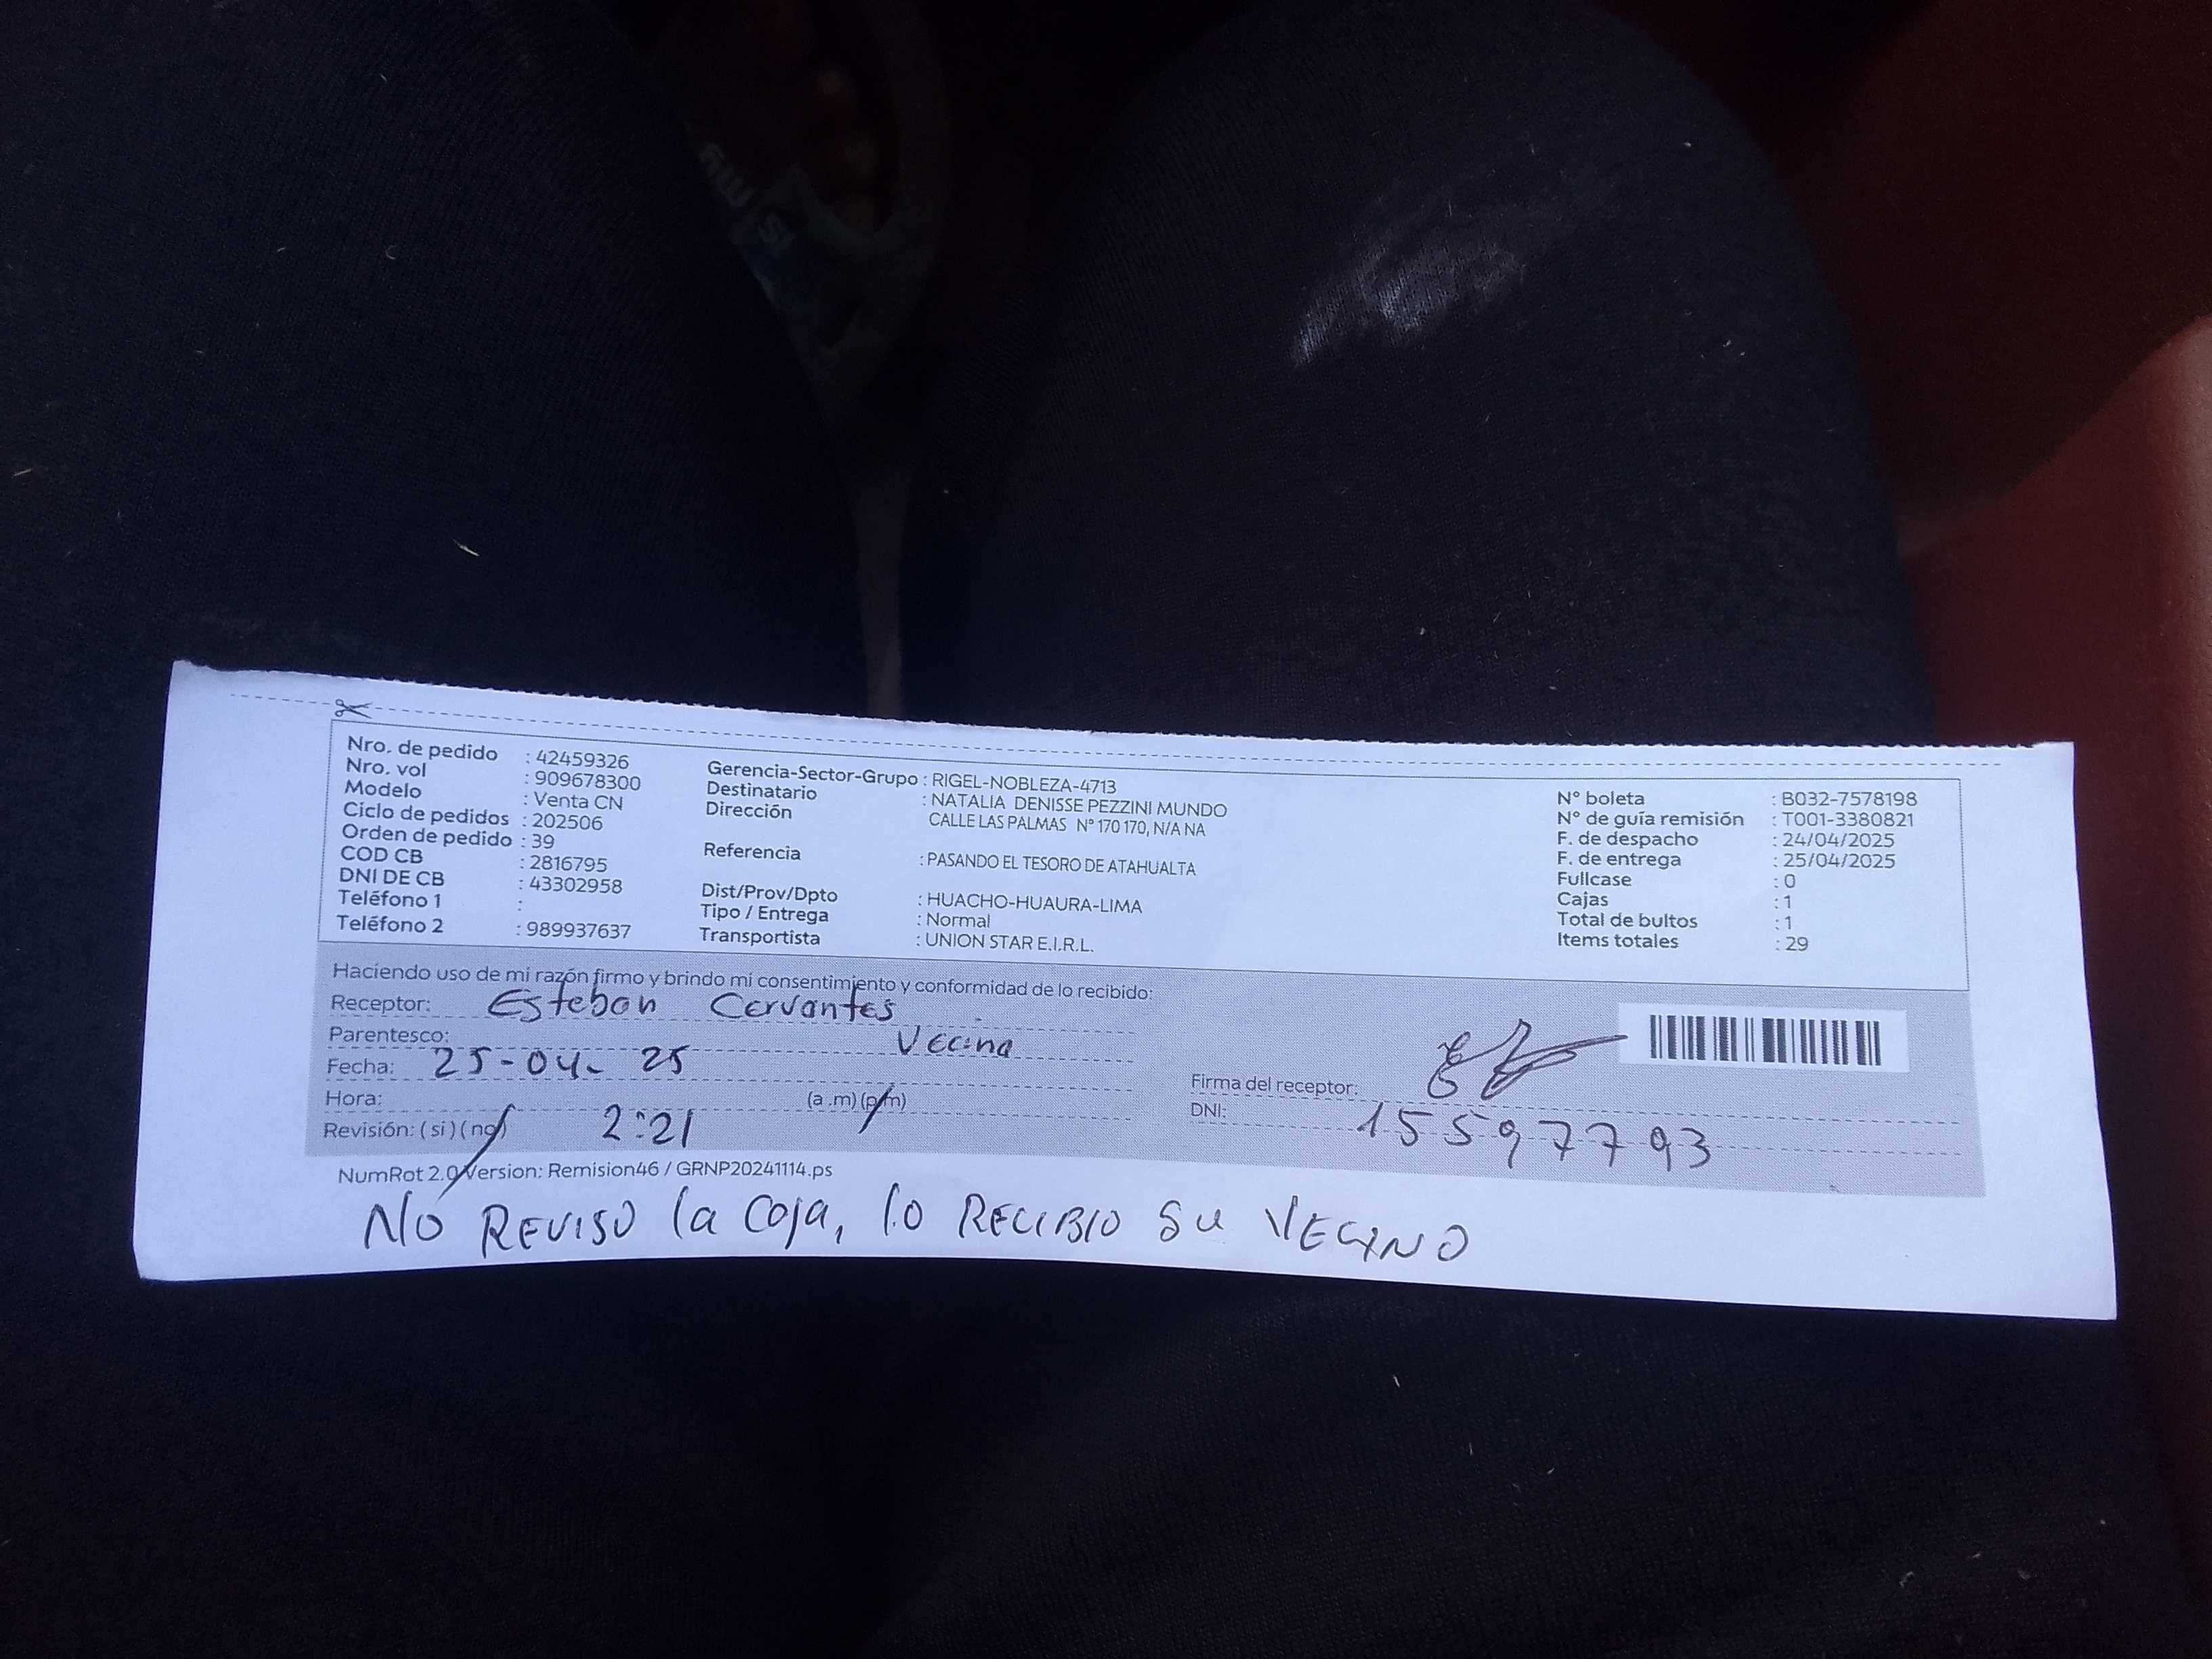 Nro. de pedido : 42459326
Nro. vol : 909678300
Modelo : Venta CN
Ciclo de pedidos : 202506
Orden de pedido : 39
COD CB : 2816795
DNI DE CB : 43302958
Teléfono 1 :
Teléfono 2 : 989937637
Gerencia-Sector-Grupo : RIGEL-NOBLEZA-4713
Destinatario : NATALIA DENISSE PEZZINI MUNDO
Dirección CALLE LAS PALMAS N° 170 170, N/A NA
Referencia : PASANDO EL TESORO DE ATAHUALTA
Dist/Prov/Dpto : HUACHO-HUAURA-LIMA
Tipo / Entrega : Normal
Transportista : UNION STAR E.I.R.L.
N° boleta : B032-7578198
N° de guía remisión : T001-3380821
F. de despacho : 24/04/2025
F. de entrega : 25/04/2025
Fullcase : 0
Cajas : 1
Total de bultos : 1
Items totales : 29
Haciendo uso de mi razón firmo y brindo mi consentimiento y conformidad de lo recibido:
Receptor: Esteban Cervantes
Parentesco: Vecino
Fecha: 25-04-25
Hora: 2:21 (a.m) (p.m)
Revisión: (si) (no)
Firma del receptor:
DNI: 15597793
NumRot 2.0 Version: Remision46 / GRNP20241114.ps
NO REVISO la Caja, lo RECIBIO SU VECINO